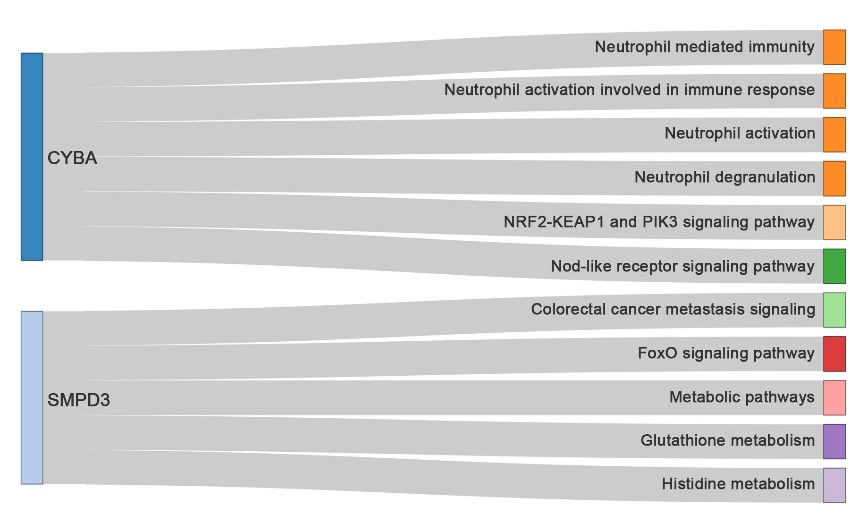 CYBA
SMPD3
Neutrophil mediated immunity
Neutrophil activation involved in immune response
Neutrophil activation
Neutrophil degranulation
NRF2-KEAP1 and PIK3 signaling pathway
Nod-like receptor signaling pathway
Colorectal cancer metastasis signaling
FoxO signaling pathway
Metabolic pathways
Glutathione metabolism
Histidine metabolism